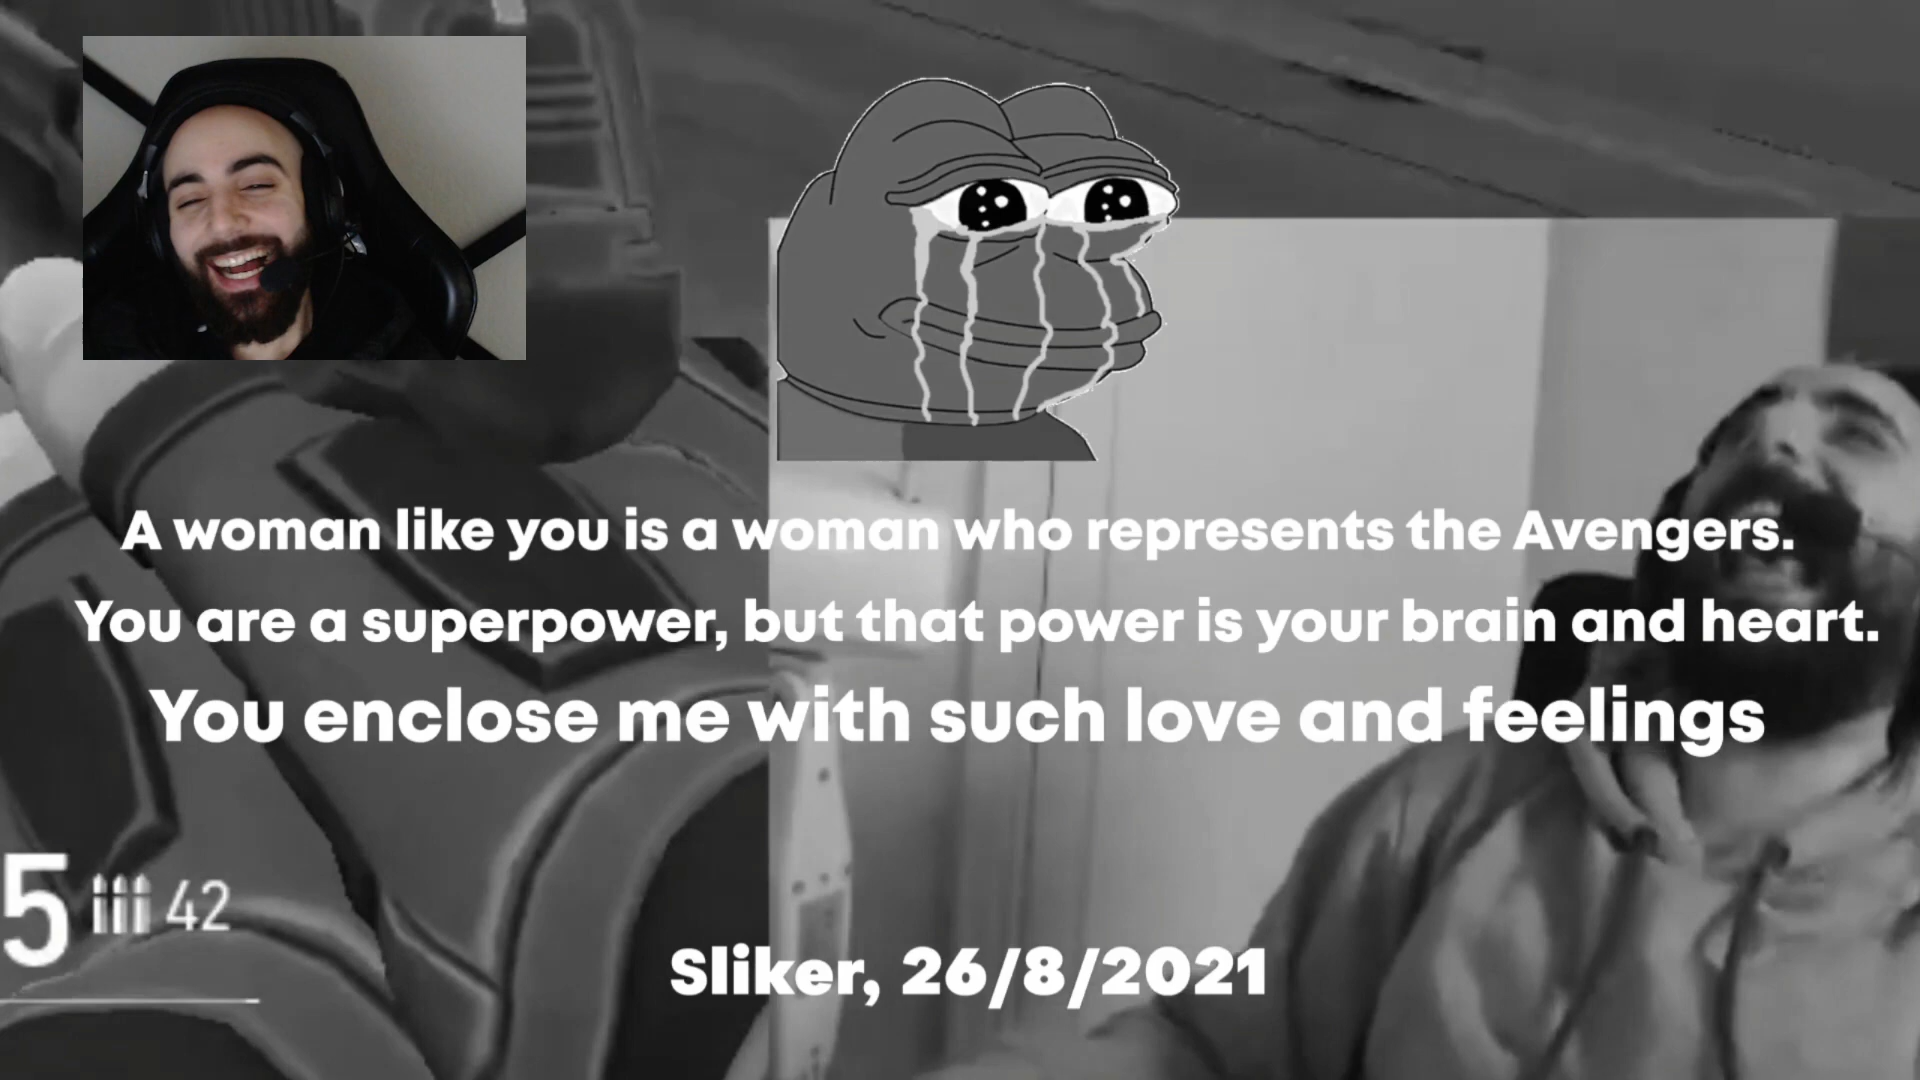 A woman like you is a woman who represents the Avengers.
You are a superpower, but that power is your brain and heart.
You enclose me with such love and feelings
5 42
Sliker, 26/8/2021